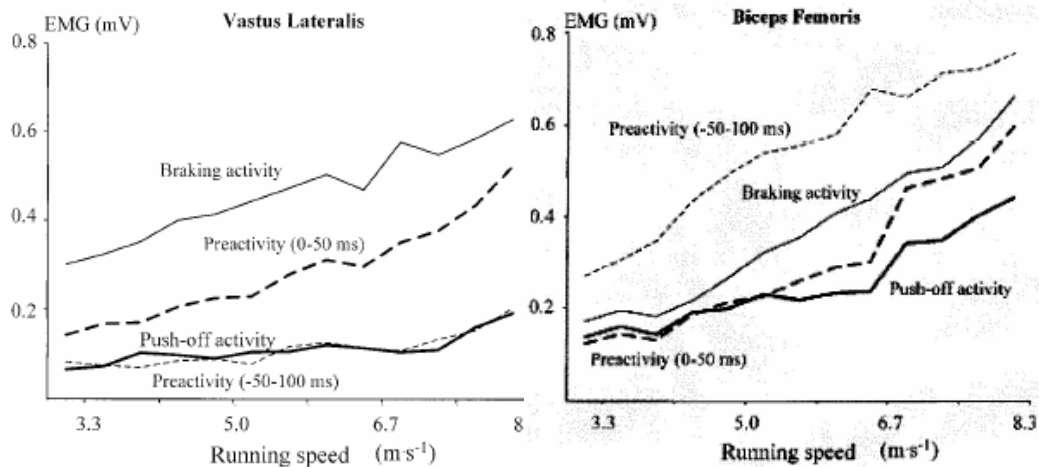 EMG (mV)
Vastus Lateralis
0.8
0.6
0.4
0.2
Braking activity
Preactivity (0-50 ms)
Push-off activity
Preactivity (-50-100 ms)
3.3 5.0 6.7 8
Running speed (m·s-1)
EMG (mV)
Biceps Femoris
0.8
0.6
0.4
0.2
Preactivity (-50-100 ms)
Braking activity
Push-off activity
Preactivity (0-50 ms)
3.3 5.0 6.7 8.3
Running speed (m·s-1)